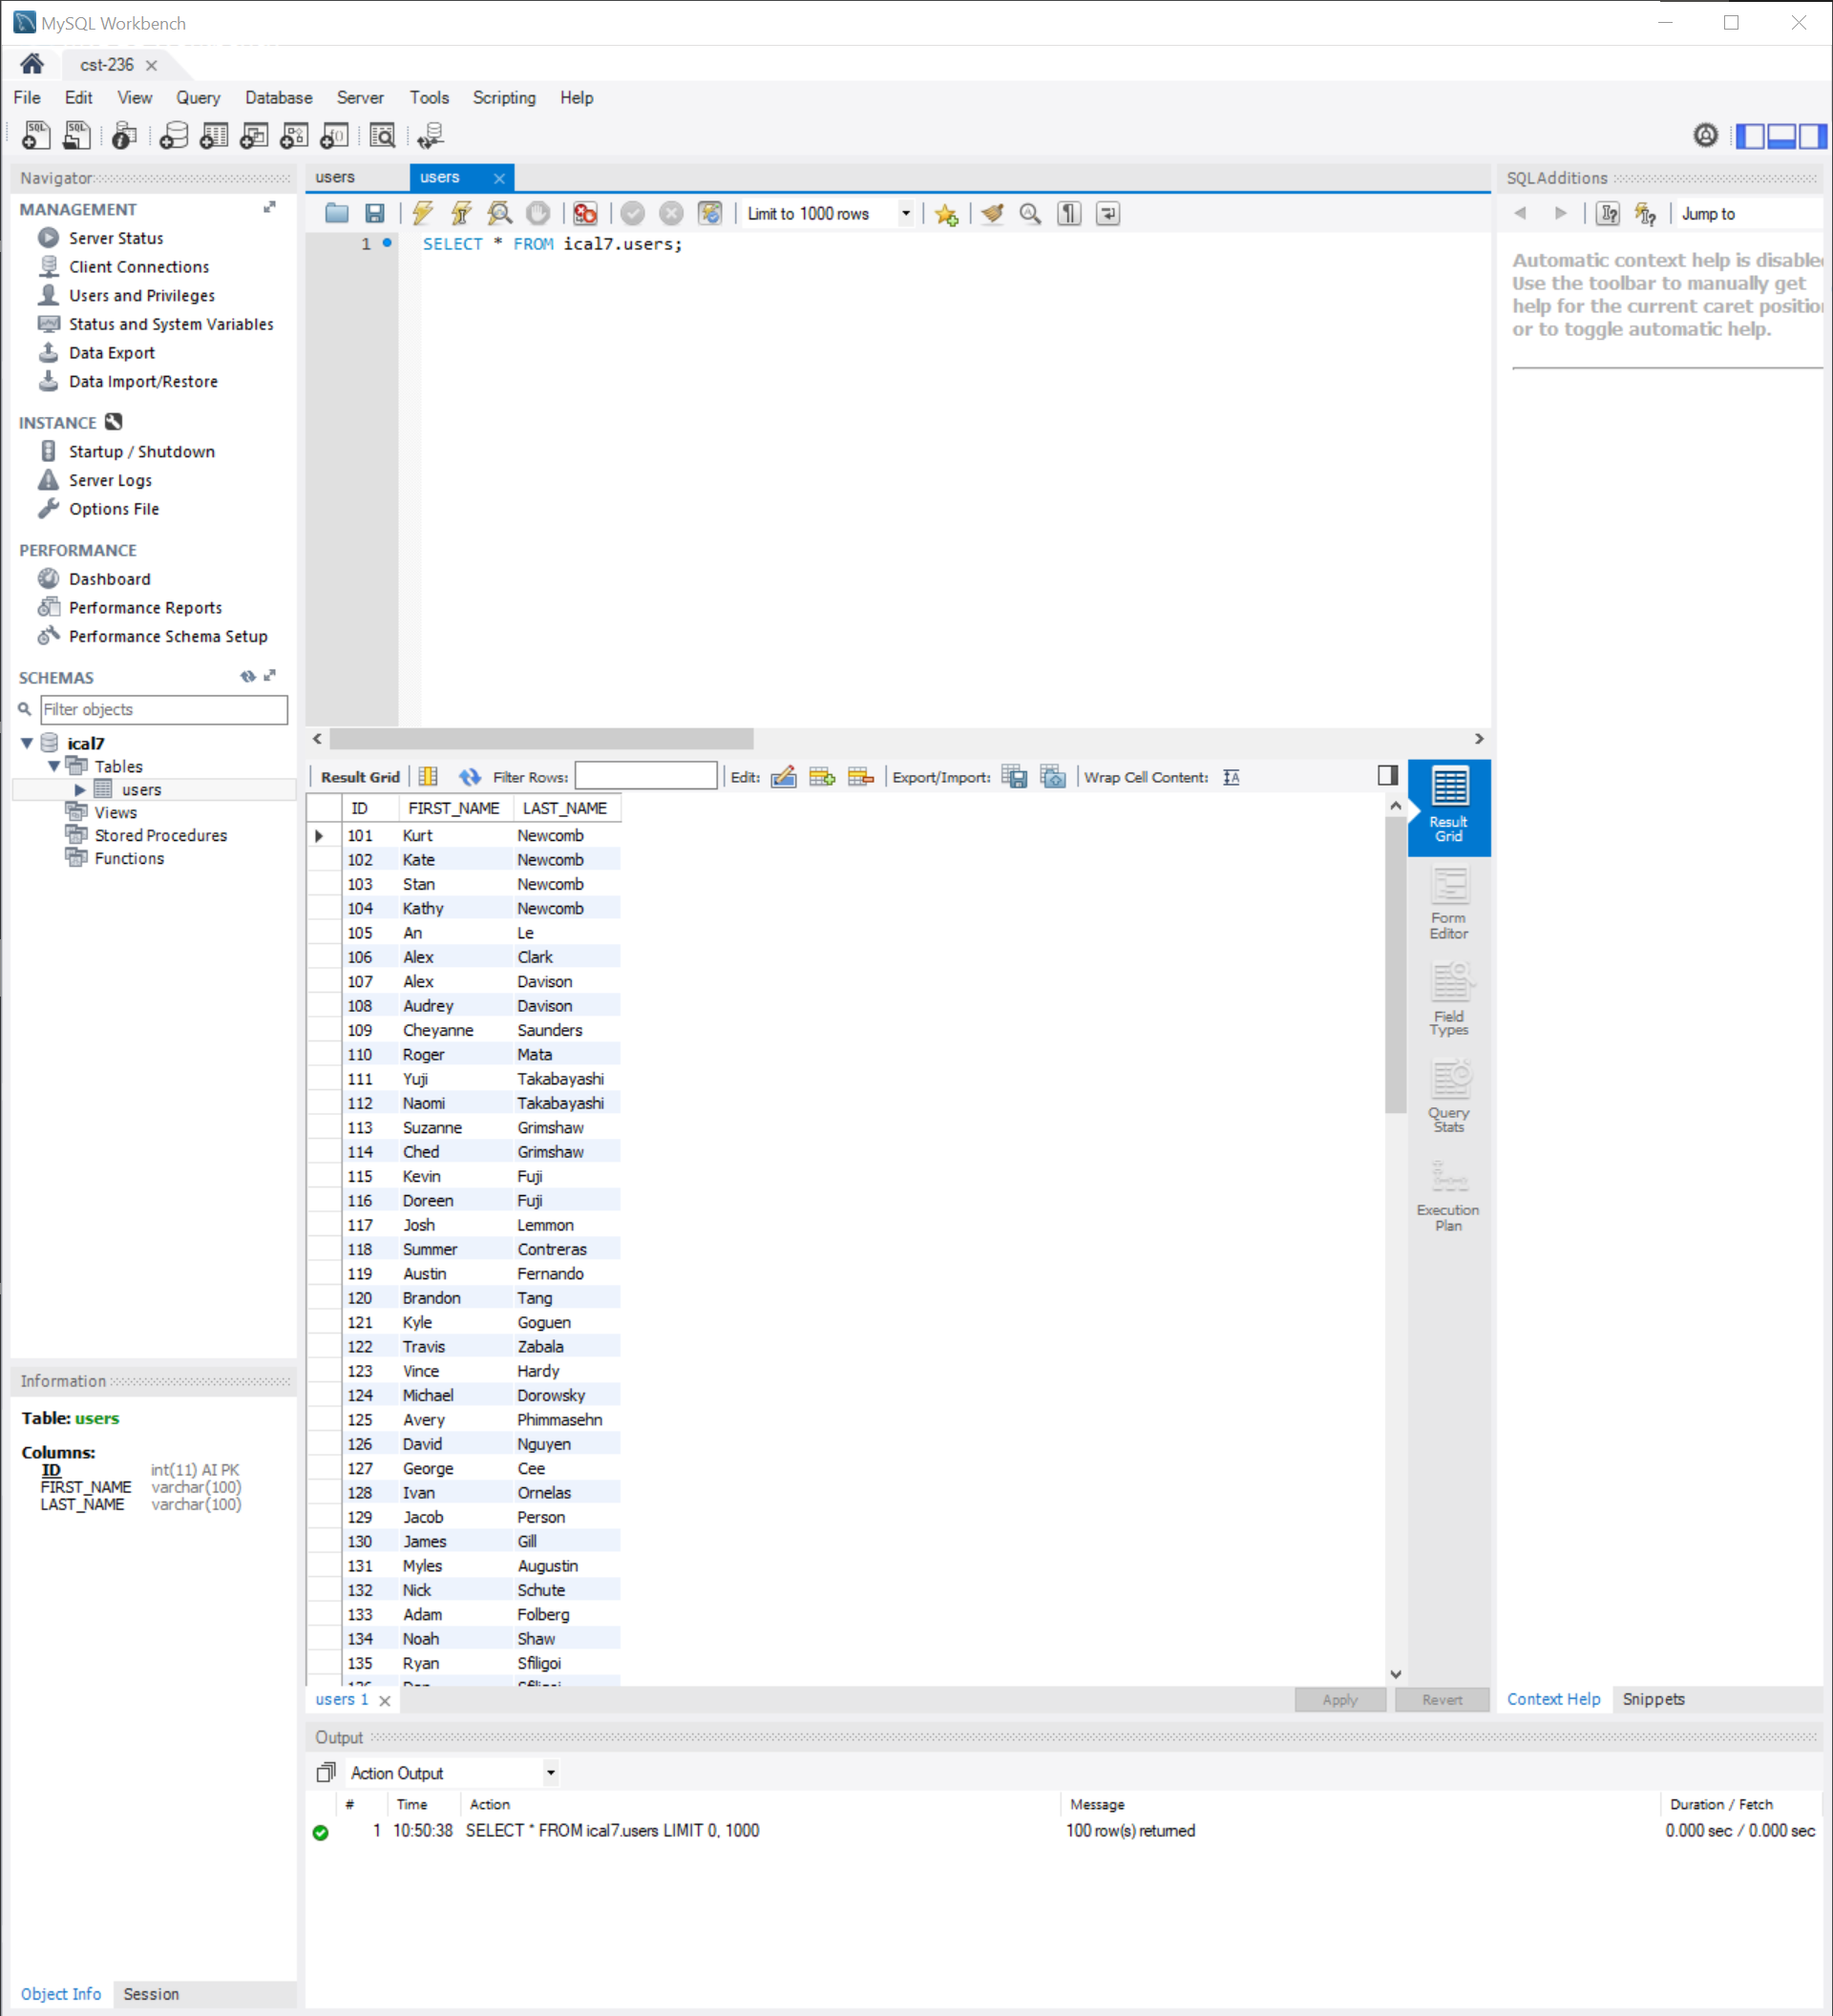 MySQL Workbench
cst-236
File Edit View Query Database Server Tools Scripting Help
Navigator
MANAGEMENT
Server Status
Client Connections
Users and Privileges
Status and System Variables
Data Export
Data Import/Restore
INSTANCE
Startup / Shutdown
Server Logs
Options File
PERFORMANCE
Dashboard
Performance Reports
Performance Schema Setup
SCHEMAS
Filter objects
ical7
Tables
users
Views
Stored Procedures
Functions
Information
Table: users
Columns:
ID int(11) AI PK
FIRST_NAME varchar(100)
LAST_NAME varchar(100)
Object Info Session
users users
Limit to 1000 rows
1 SELECT * FROM ical7.users;
Result Grid Filter Rows: Edit: Export/Import: Wrap Cell Content:
ID FIRST_NAME LAST_NAME
101 Kurt Newcomb
102 Kate Newcomb
103 Stan Newcomb
104 Kathy Newcomb
105 An Le
106 Alex Clark
107 Alex Davison
108 Audrey Davison
109 Cheyanne Saunders
110 Roger Mata
111 Yuji Takabayashi
112 Naomi Takabayashi
113 Suzanne Grimshaw
114 Ched Grimshaw
115 Kevin Fuji
116 Doreen Fuji
117 Josh Lemmon
118 Summer Contreras
119 Austin Fernando
120 Brandon Tang
121 Kyle Goguen
122 Travis Zabala
123 Vince Hardy
124 Michael Dorowsky
125 Avery Phimmasehn
126 David Nguyen
127 George Cee
128 Ivan Ornelas
129 Jacob Person
130 James Gill
131 Myles Augustin
132 Nick Schute
133 Adam Folberg
134 Noah Shaw
135 Ryan Sfiligoi
Result
Grid
Form
Editor
Field
Types
Query
Stats
Execution
Plan
users 1 Apply Revert
SQLAdditions
Jump to
Automatic context help is disabled
Use the toolbar to manually get
help for the current caret position
or to toggle automatic help.
Context Help Snippets
Output
Action Output
# Time Action Message Duration / Fetch
1 10:50:38 SELECT * FROM ical7.users LIMIT 0, 1000 100 row(s) returned 0.000 sec / 0.000 sec